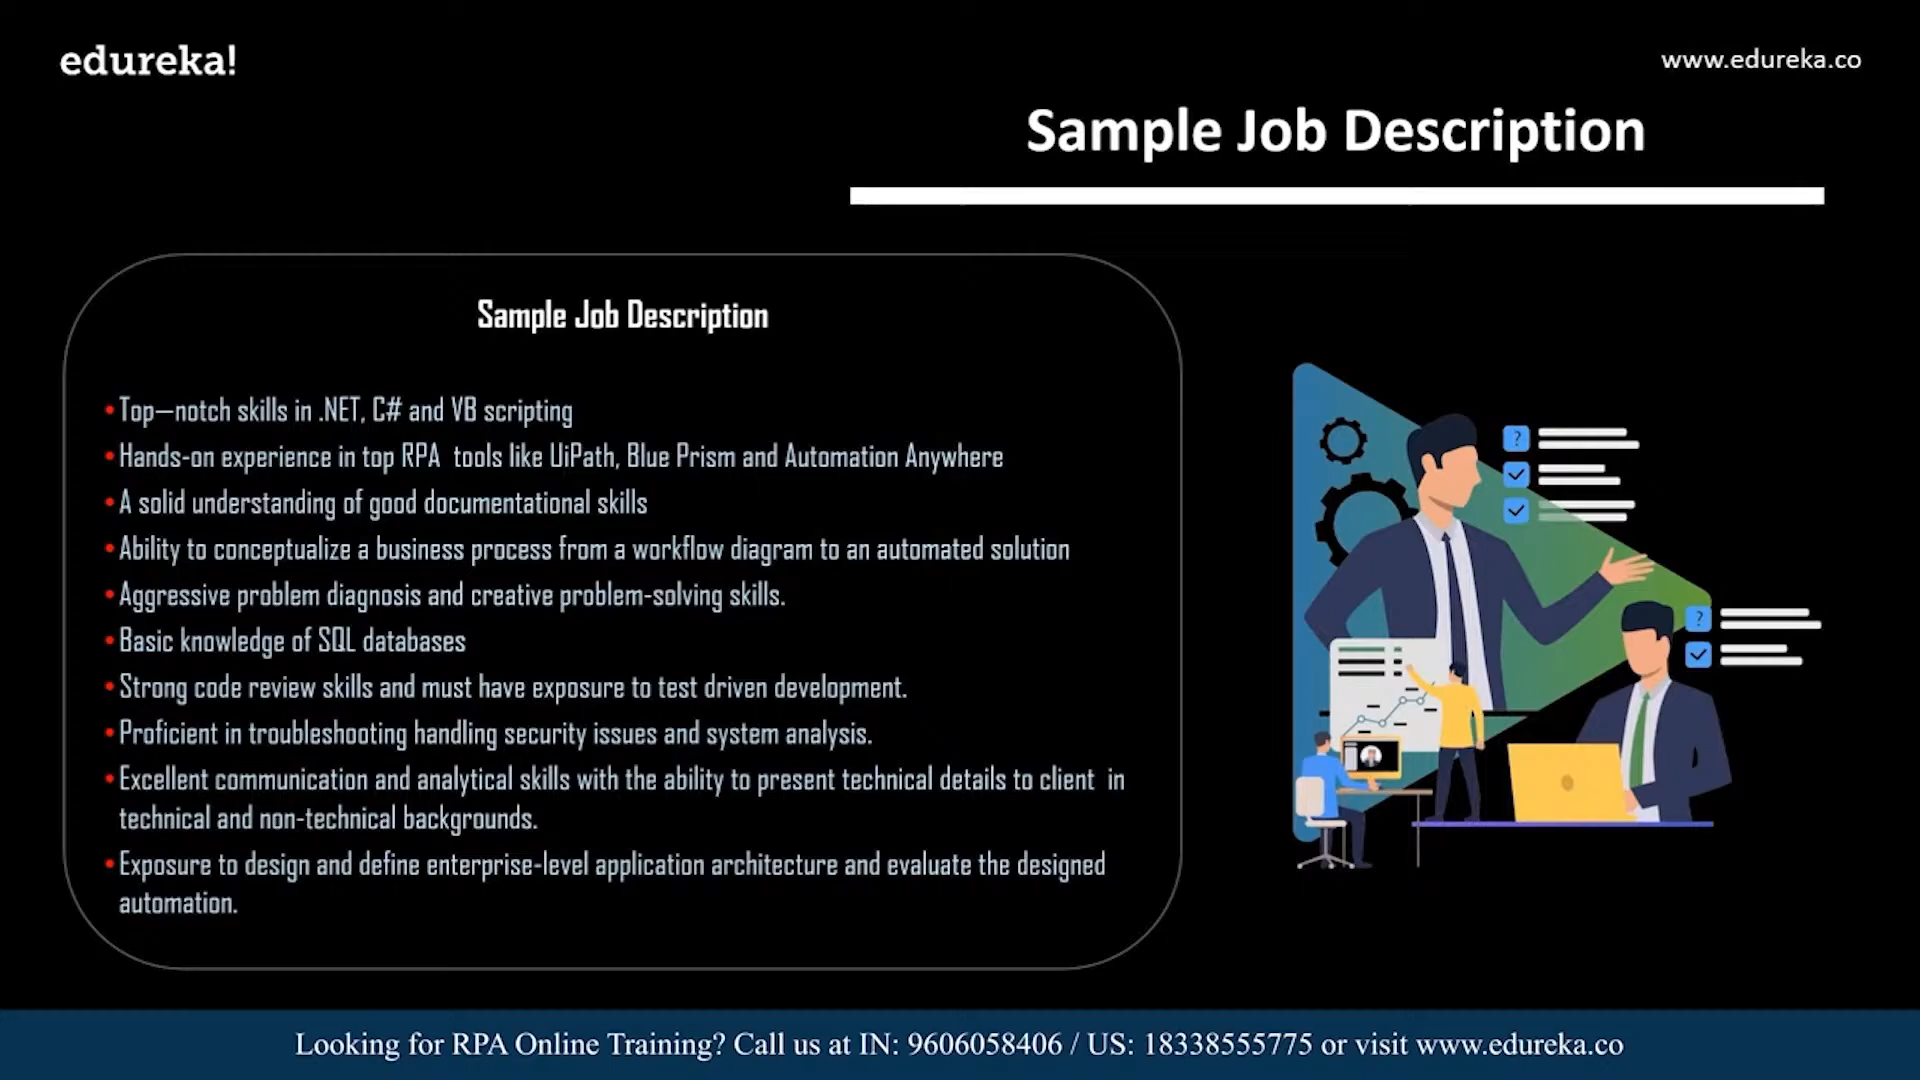 edureka!
www.edureka.co
Sample Job Description
Sample Job Description
•Top—notch skills in .NET, C# and VB scripting
•Hands-on experience in top RPA  tools like UiPath, Blue Prism and Automation Anywhere
•A solid understanding of good documentational skills
•Ability to conceptualize a business process from a workflow diagram to an automated solution
•Aggressive problem diagnosis and creative problem-solving skills.
•Basic knowledge of SQL databases
•Strong code review skills and must have exposure to test driven development.
•Proficient in troubleshooting handling security issues and system analysis.
•Excellent communication and analytical skills with the ability to present technical details to client  in
technical and non-technical backgrounds.
•Exposure to design and define enterprise-level application architecture and evaluate the designed
automation.
?
?
Looking for RPA Online Training? Call us at IN: 9606058406 / US: 18338555775 or visit www.edureka.co